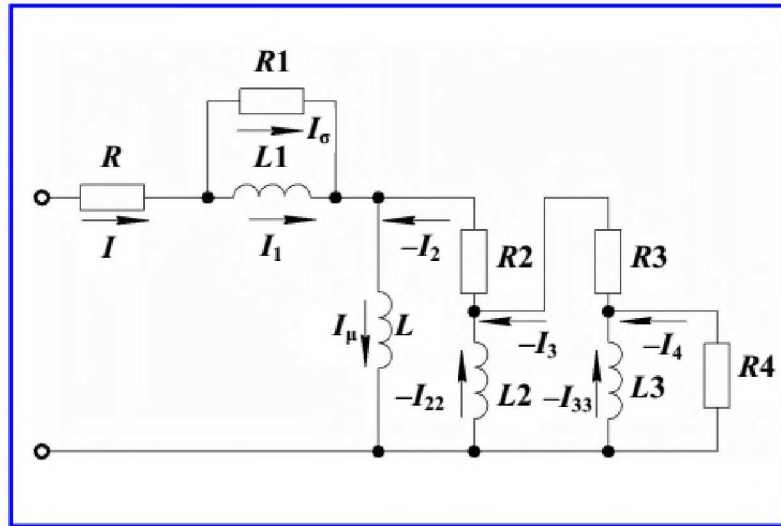 R1
I_σ
R
L1
I
I_1
–I_2
R2
R3
I_μ
L
–I_3
–I_4
–I_22
L2
–I_33
L3
R4